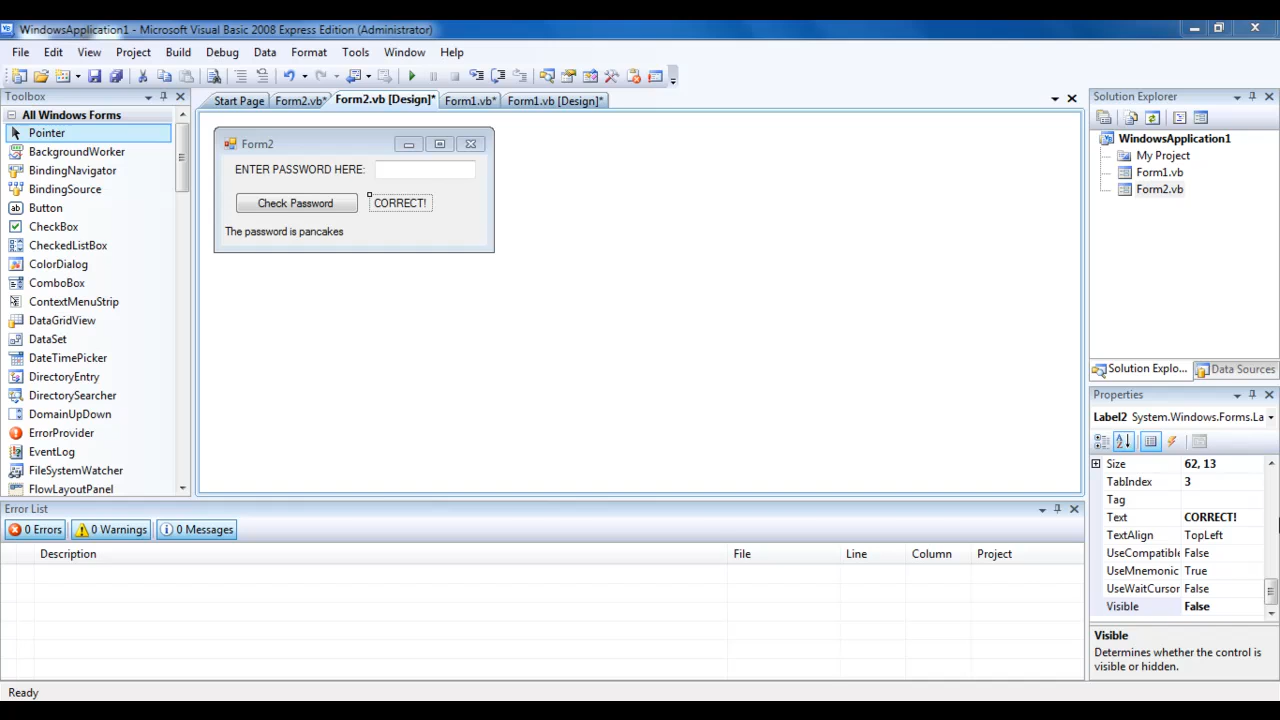 WindowsApplication1 - Microsoft Visual Basic 2008 Express Edition (Administrator)
File Edit View Project Build Debug Data Format Tools Window Help
Toolbox
All Windows Forms
Pointer
BackgroundWorker
BindingNavigator
BindingSource
Button
CheckBox
CheckedListBox
ColorDialog
ComboBox
ContextMenuStrip
DataGridView
DataSet
DateTimePicker
DirectoryEntry
DirectorySearcher
DomainUpDown
ErrorProvider
EventLog
FileSystemWatcher
FlowLayoutPanel
Start Page Form2.vb* Form2.vb [Design]* Form1.vb* Form1.vb [Design]*
Form2
ENTER PASSWORD HERE:
Check Password CORRECT!
The password is pancakes
Solution Explorer
WindowsApplication1
My Project
Form1.vb
Form2.vb
Solution Explo... Data Sources
Properties
Label2 System.Windows.Forms.La
Size 62, 13
TabIndex 3
Tag
Text CORRECT!
TextAlign TopLeft
UseCompatible False
UseMnemonic True
UseWaitCursor False
Visible False
Visible
Determines whether the control is
visible or hidden.
Error List
0 Errors 0 Warnings 0 Messages
Description File Line Column Project
Ready